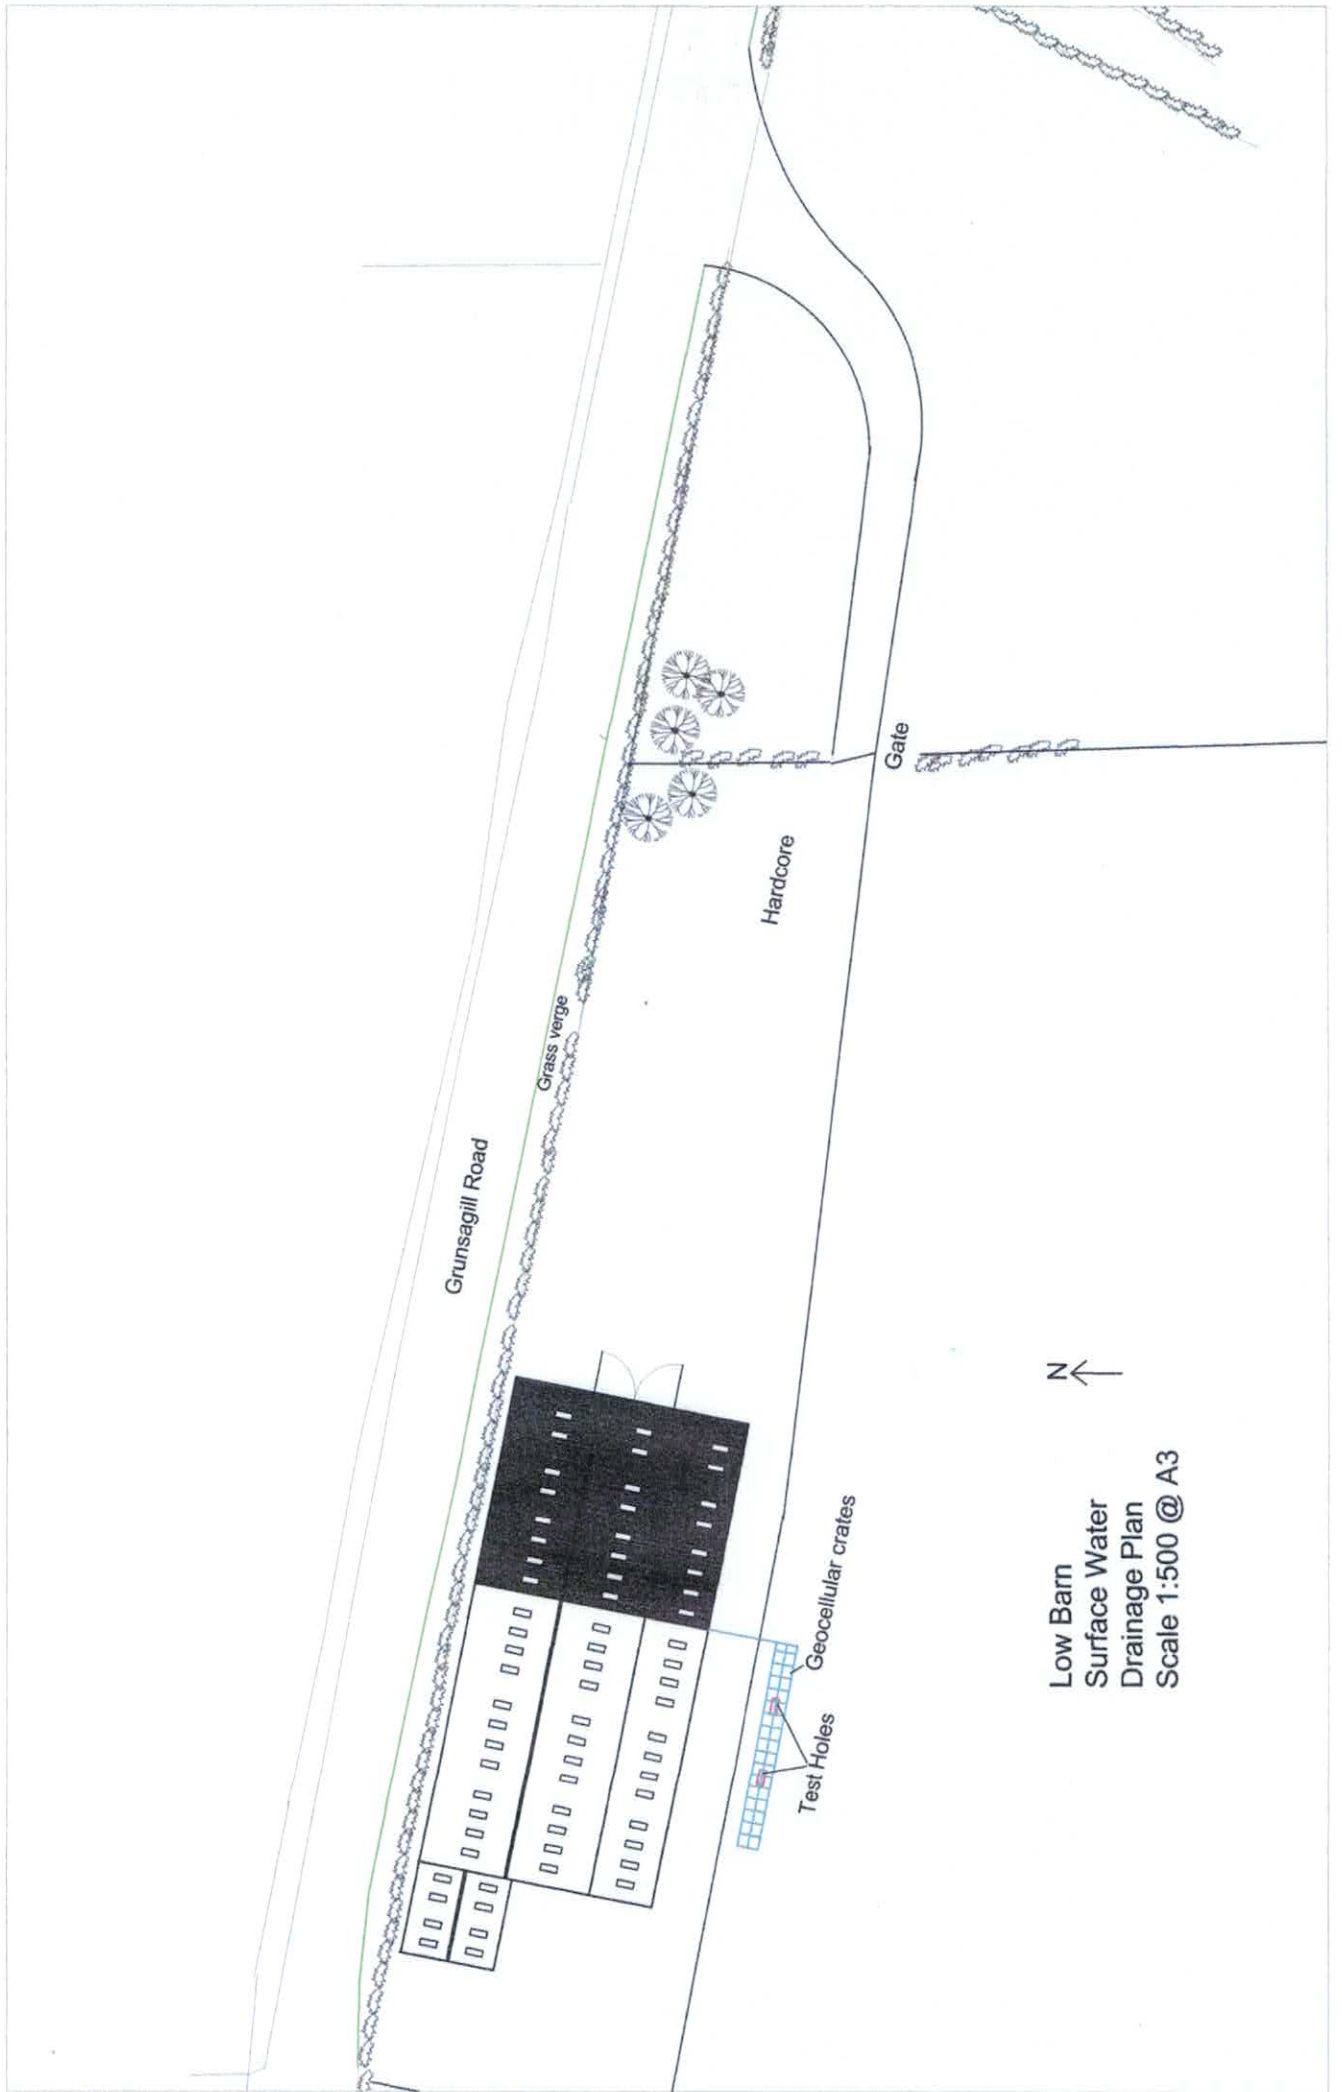 Grunsagill Road
Grass verge
Hardcore
Gate
Geocellular crates
Test Holes
N
Low Barn
Surface Water
Drainage Plan
Scale 1:500 @ A3